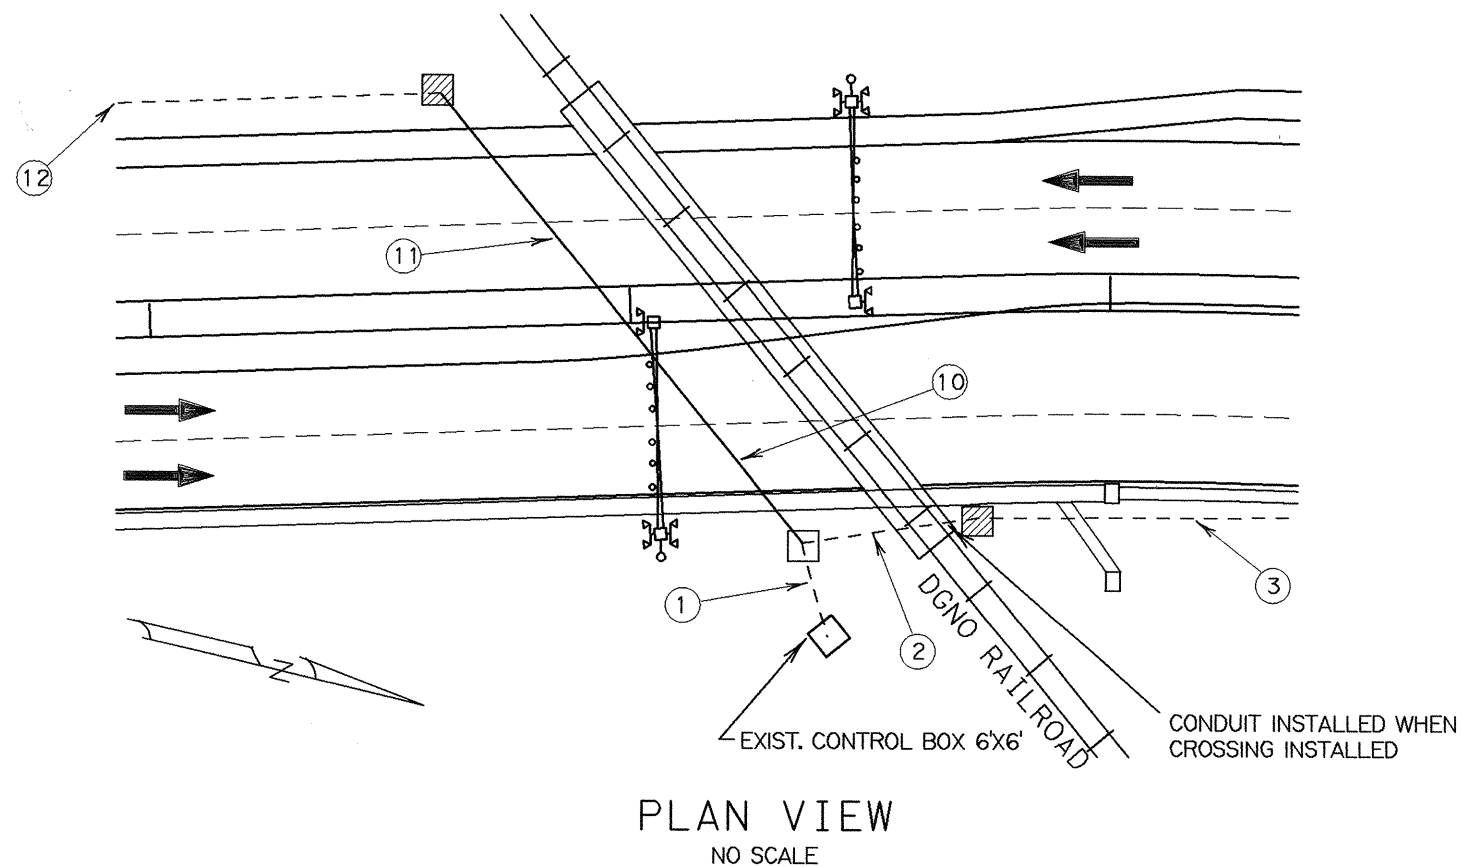 12
11
10
1
2
3
N
DGNO RAILROAD
EXIST. CONTROL BOX 6'X6'
CONDUIT INSTALLED WHEN
CROSSING INSTALLED
PLAN VIEW
NO SCALE